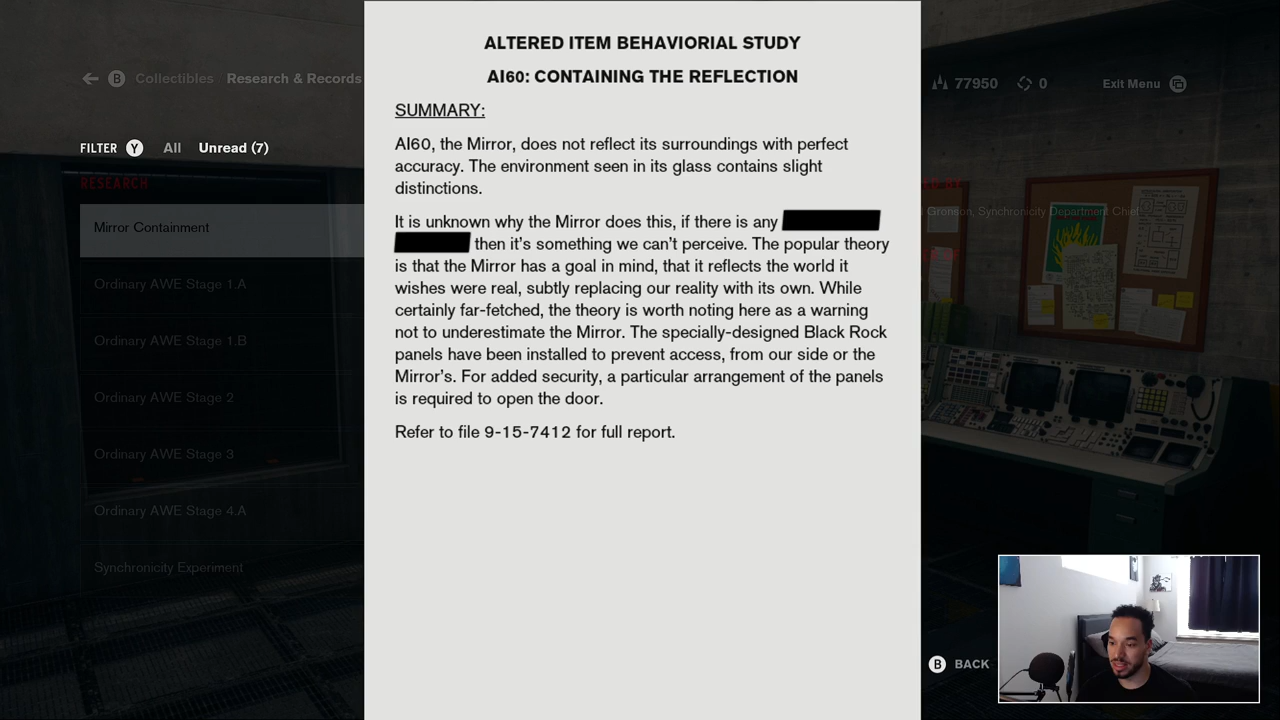 ALTERED ITEM BEHAVIORIAL STUDY
AI60: CONTAINING THE REFLECTION
B Collectibles Research & Records
77950 0 Exit Menu
SUMMARY:
AI60, the Mirror, does not reflect its surroundings with perfect
accuracy. The environment seen in its glass contains slight
distinctions.
FILTER Y All Unread (7)
RESEARCH
Mirror Containment
Ordinary AWE Stage 1.A
Ordinary AWE Stage 1.B
Ordinary AWE Stage 2
Ordinary AWE Stage 3
Ordinary AWE Stage 4.A
Synchronicity Experiment
It is unknown why the Mirror does this, if there is any
then it's something we can't perceive. The popular theory
is that the Mirror has a goal in mind, that it reflects the world it
wishes were real, subtly replacing our reality with its own. While
certainly far-fetched, the theory is worth noting here as a warning
not to underestimate the Mirror. The specially-designed Black Rock
panels have been installed to prevent access, from our side or the
Mirror's. For added security, a particular arrangement of the panels
is required to open the door.
Refer to file 9-15-7412 for full report.
Gronson, Synchronicity Department Chief
B BACK